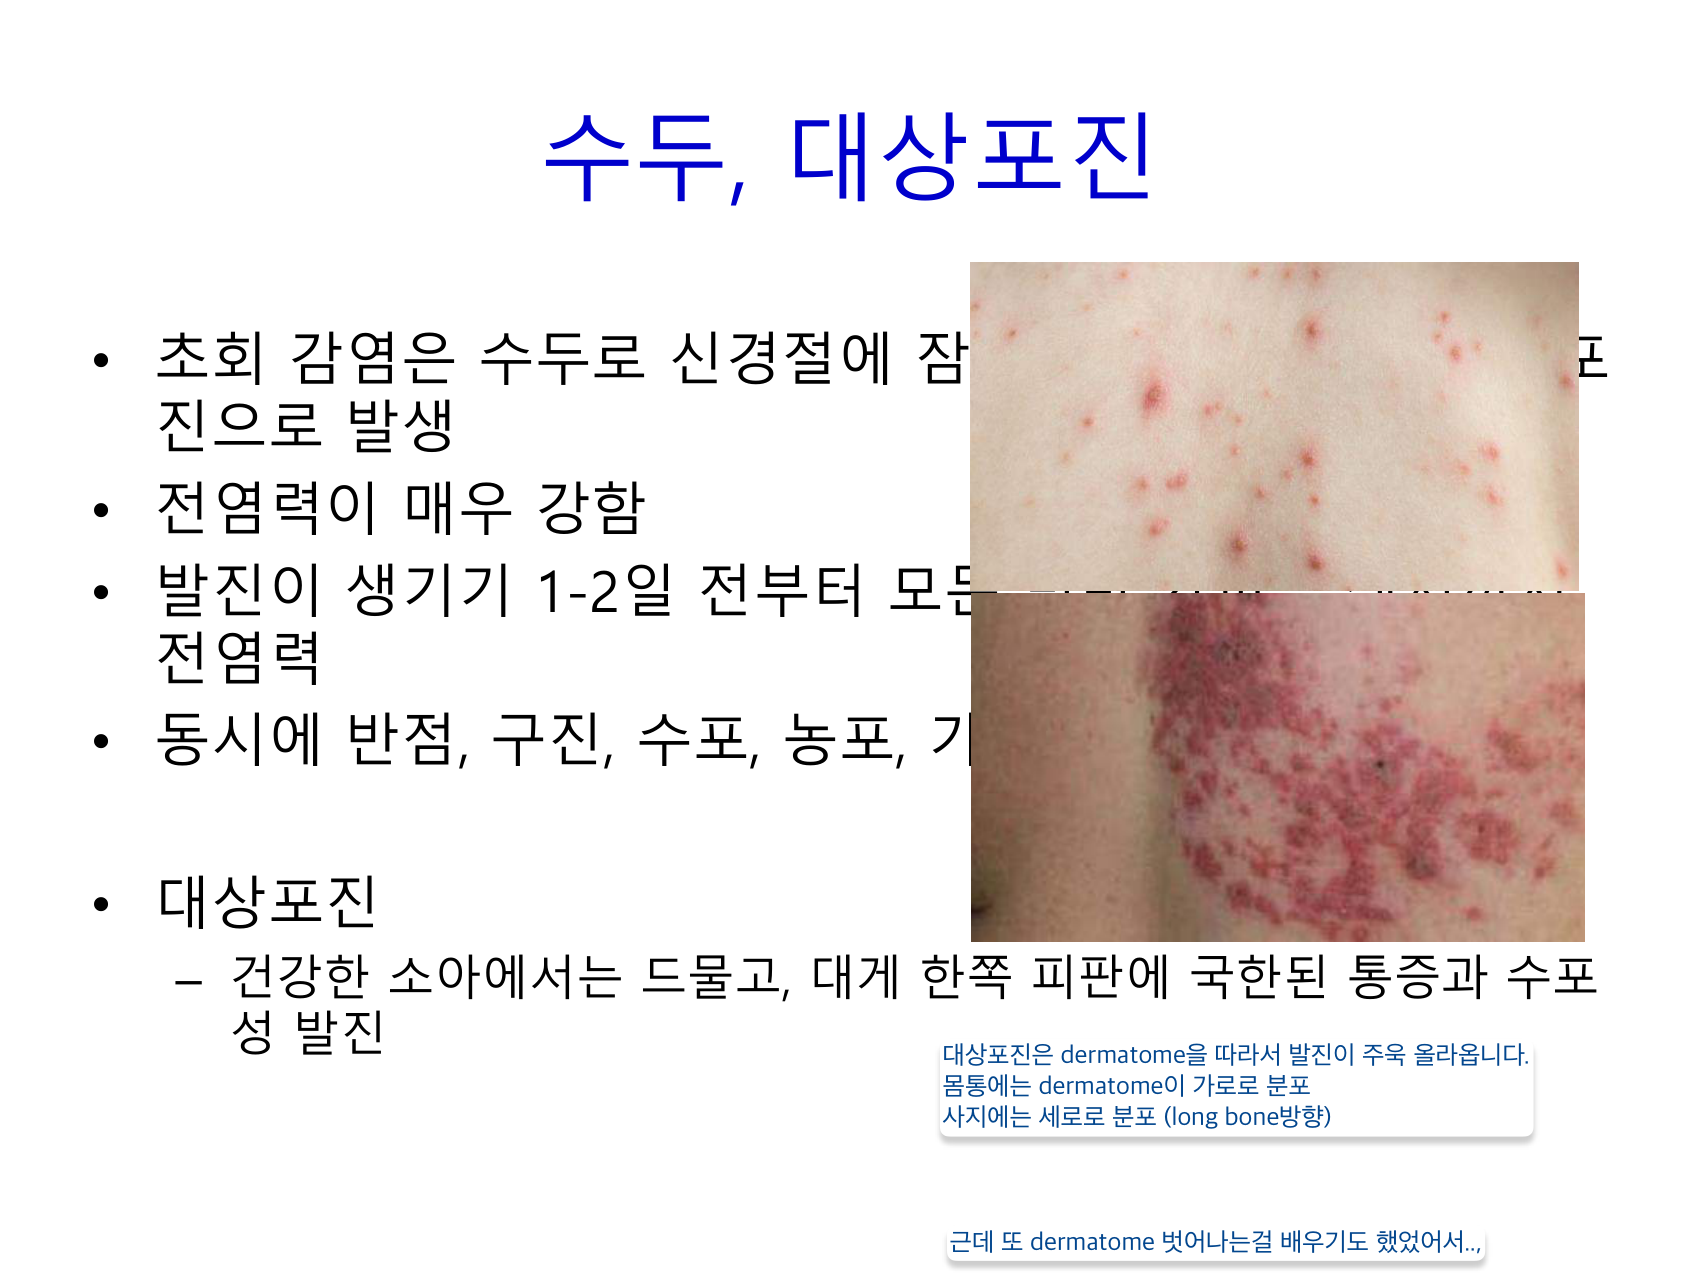 수두, 대상포진
• 초회 감염은 수두로 신경절에 잠
진으로 발생
• 전염력이 매우 강함
• 발진이 생기기 1-2일 전부터
전염력
• 동시에 반점, 구진, 수포, 농포,
• 대상포진
– 건강한 소아에서는 드물고, 대게 한쪽 피판에 국한된 통증과 수포
성 발진
대상포진은 dermatome을 따라서 발진이 주욱 올라옵니다.
몸통에는 dermatome이 가로로 분포
사지에는 세로로 분포 (long bone방향)
근데 또 dermatome 벗어나는걸 배우기도 했었어서..,